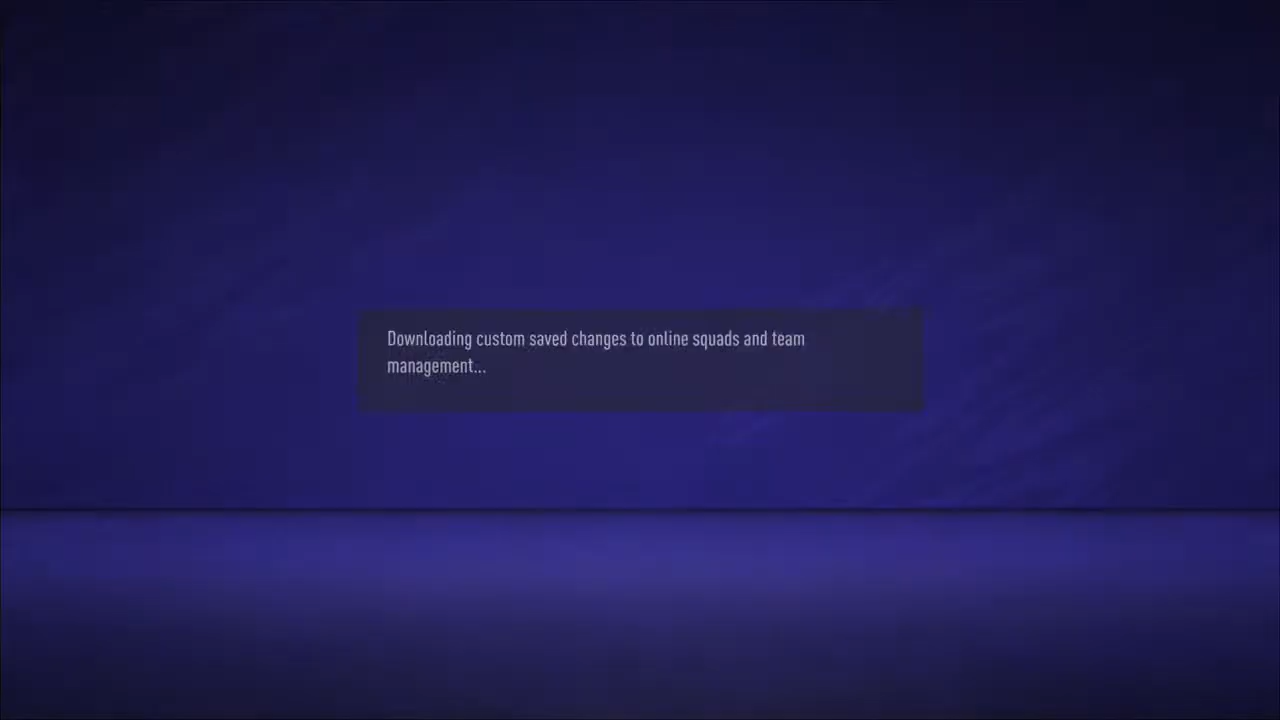 Downloading custom saved changes to online squads and team
management...